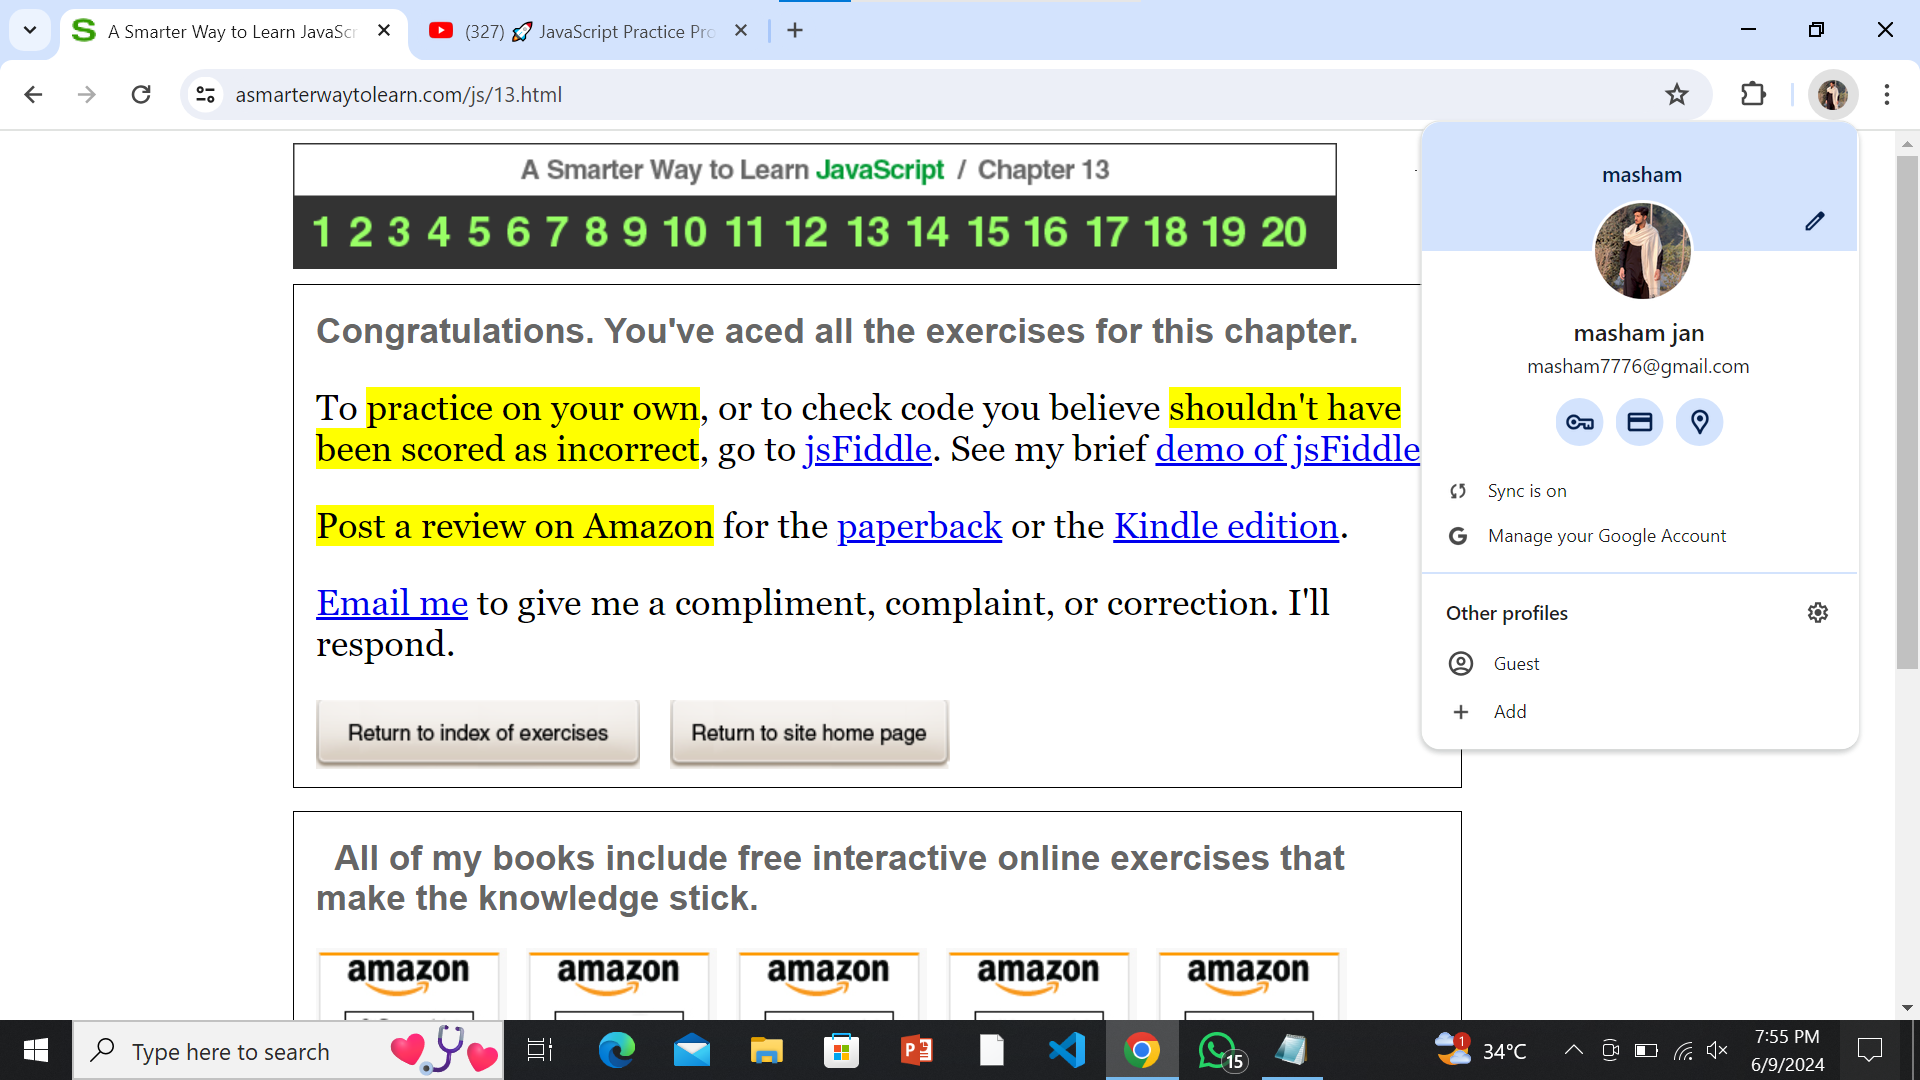 A Smarter Way to Learn JavaScr
(327) 🚀 JavaScript Practice Pro
asmarterwaytolearn.com/js/13.html
A Smarter Way to Learn JavaScript / Chapter 13
1 2 3 4 5 6 7 8 9 10 11 12 13 14 15 16 17 18 19 20
Congratulations. You've aced all the exercises for this chapter.
To practice on your own, or to check code you believe shouldn't have
been scored as incorrect, go to jsFiddle. See my brief demo of jsFiddle
Post a review on Amazon for the paperback or the Kindle edition.
Email me to give me a compliment, complaint, or correction. I'll
respond.
Return to index of exercises
Return to site home page
All of my books include free interactive online exercises that
make the knowledge stick.
amazon amazon amazon amazon amazon
masham
masham jan
masham7776@gmail.com
Sync is on
Manage your Google Account
Other profiles
Guest
Add
Type here to search
15
1
34°C
7:55 PM
6/9/2024